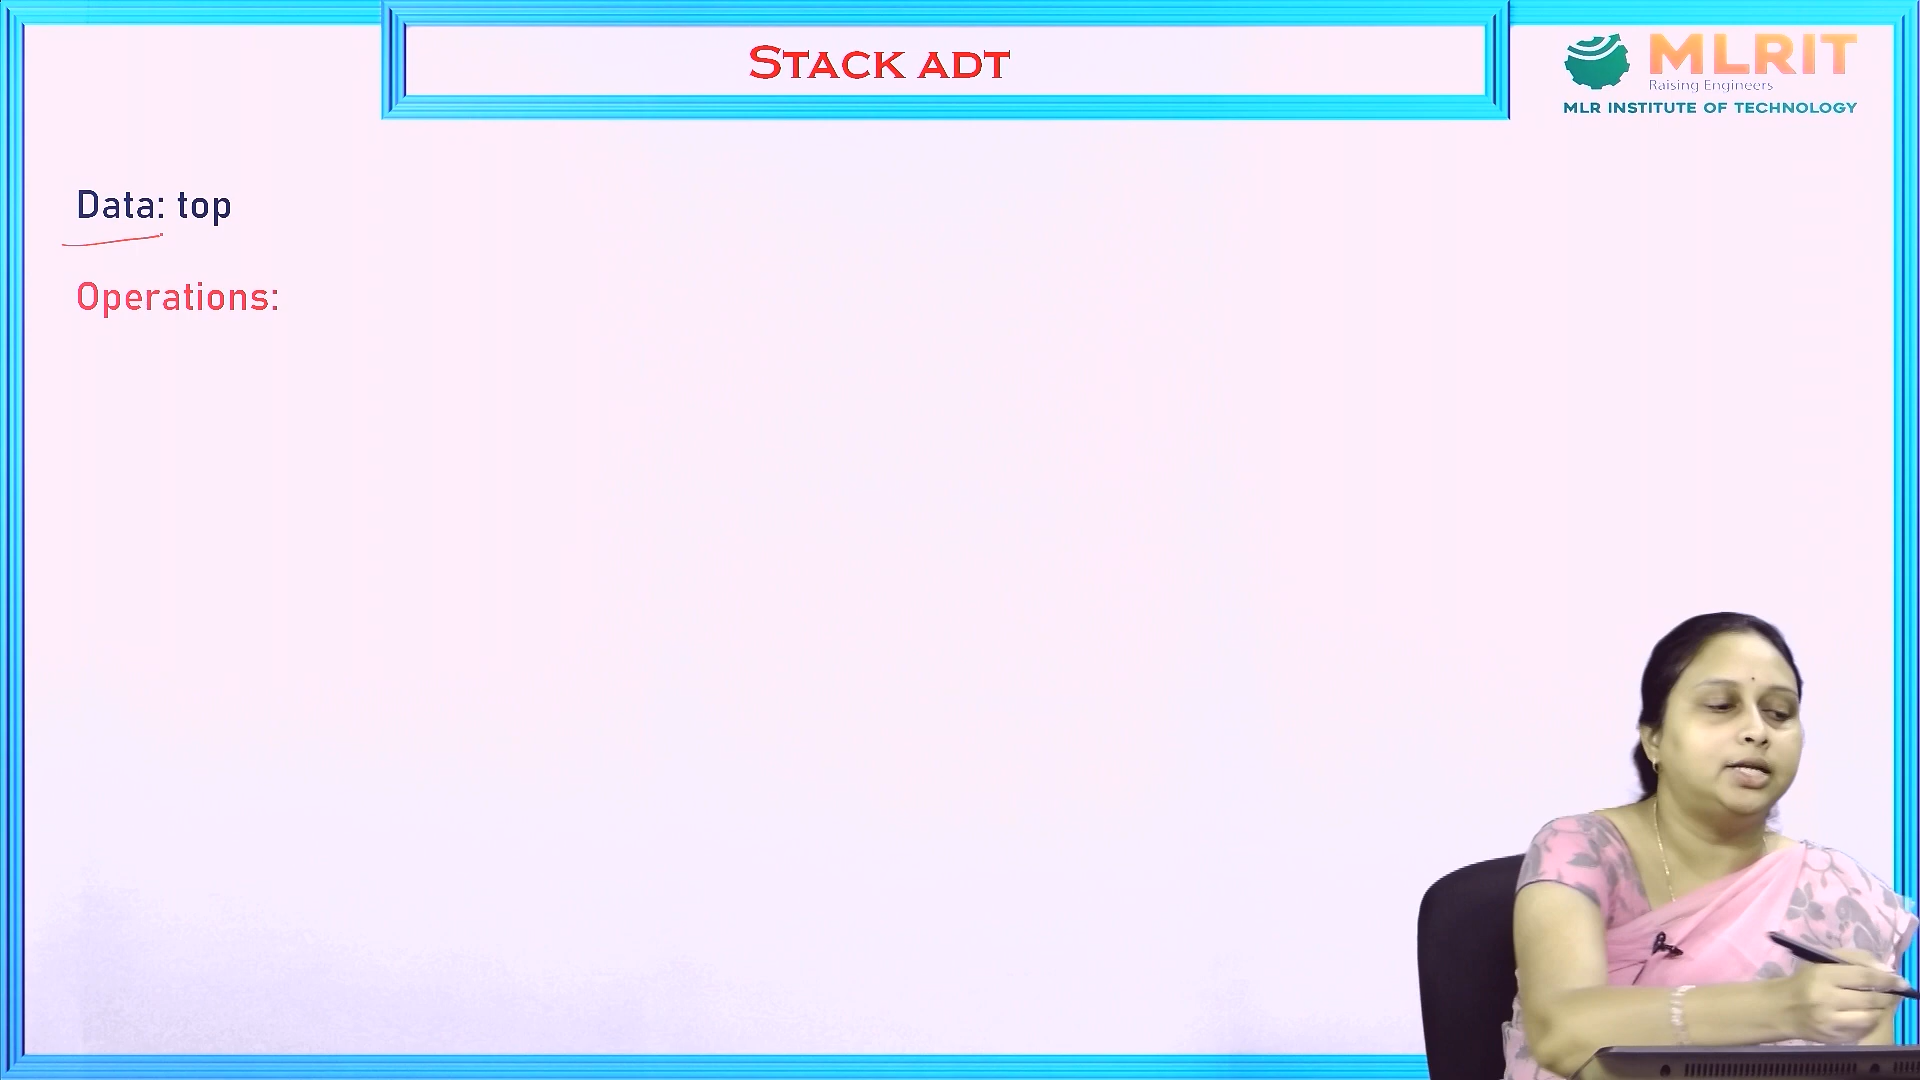 STACK ADT
MLRIT
Raising Engineers
MLR INSTITUTE OF TECHNOLOGY
Data: top
Operations: